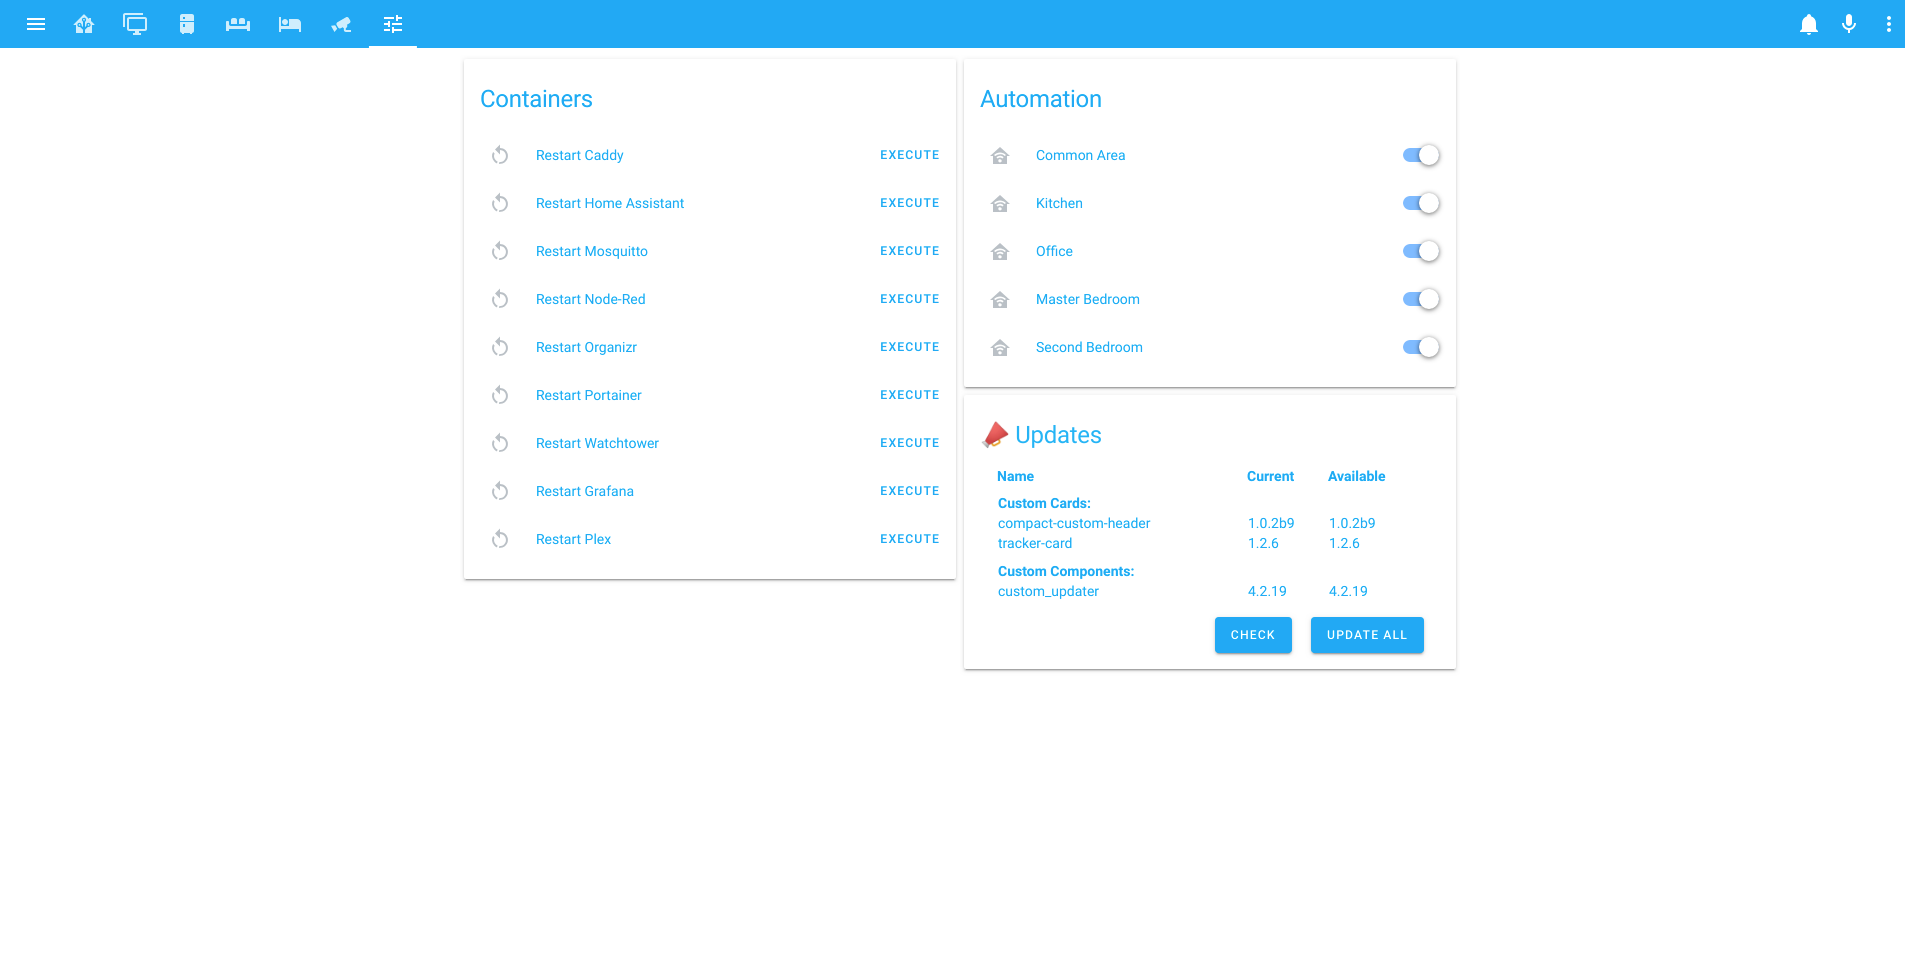 Containers
Restart Caddy EXECUTE
Restart Home Assistant EXECUTE
Restart Mosquitto EXECUTE
Restart Node-Red EXECUTE
Restart Organizr EXECUTE
Restart Portainer EXECUTE
Restart Watchtower EXECUTE
Restart Grafana EXECUTE
Restart Plex EXECUTE
Automation
Common Area
Kitchen
Office
Master Bedroom
Second Bedroom
Updates
Name Current Available
Custom Cards:
compact-custom-header 1.0.2b9 1.0.2b9
tracker-card 1.2.6 1.2.6
Custom Components:
custom_updater 4.2.19 4.2.19
CHECK UPDATE ALL